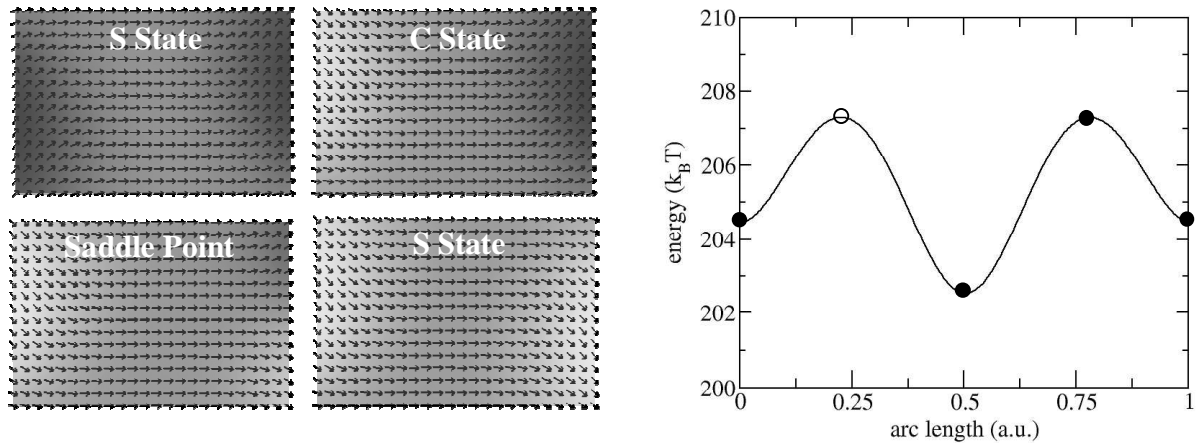 S State
C State
Saddle Point
S State
210
208
206
204
202
200
energy (k_BT)
0
0.25
0.5
0.75
1
arc length (a.u.)